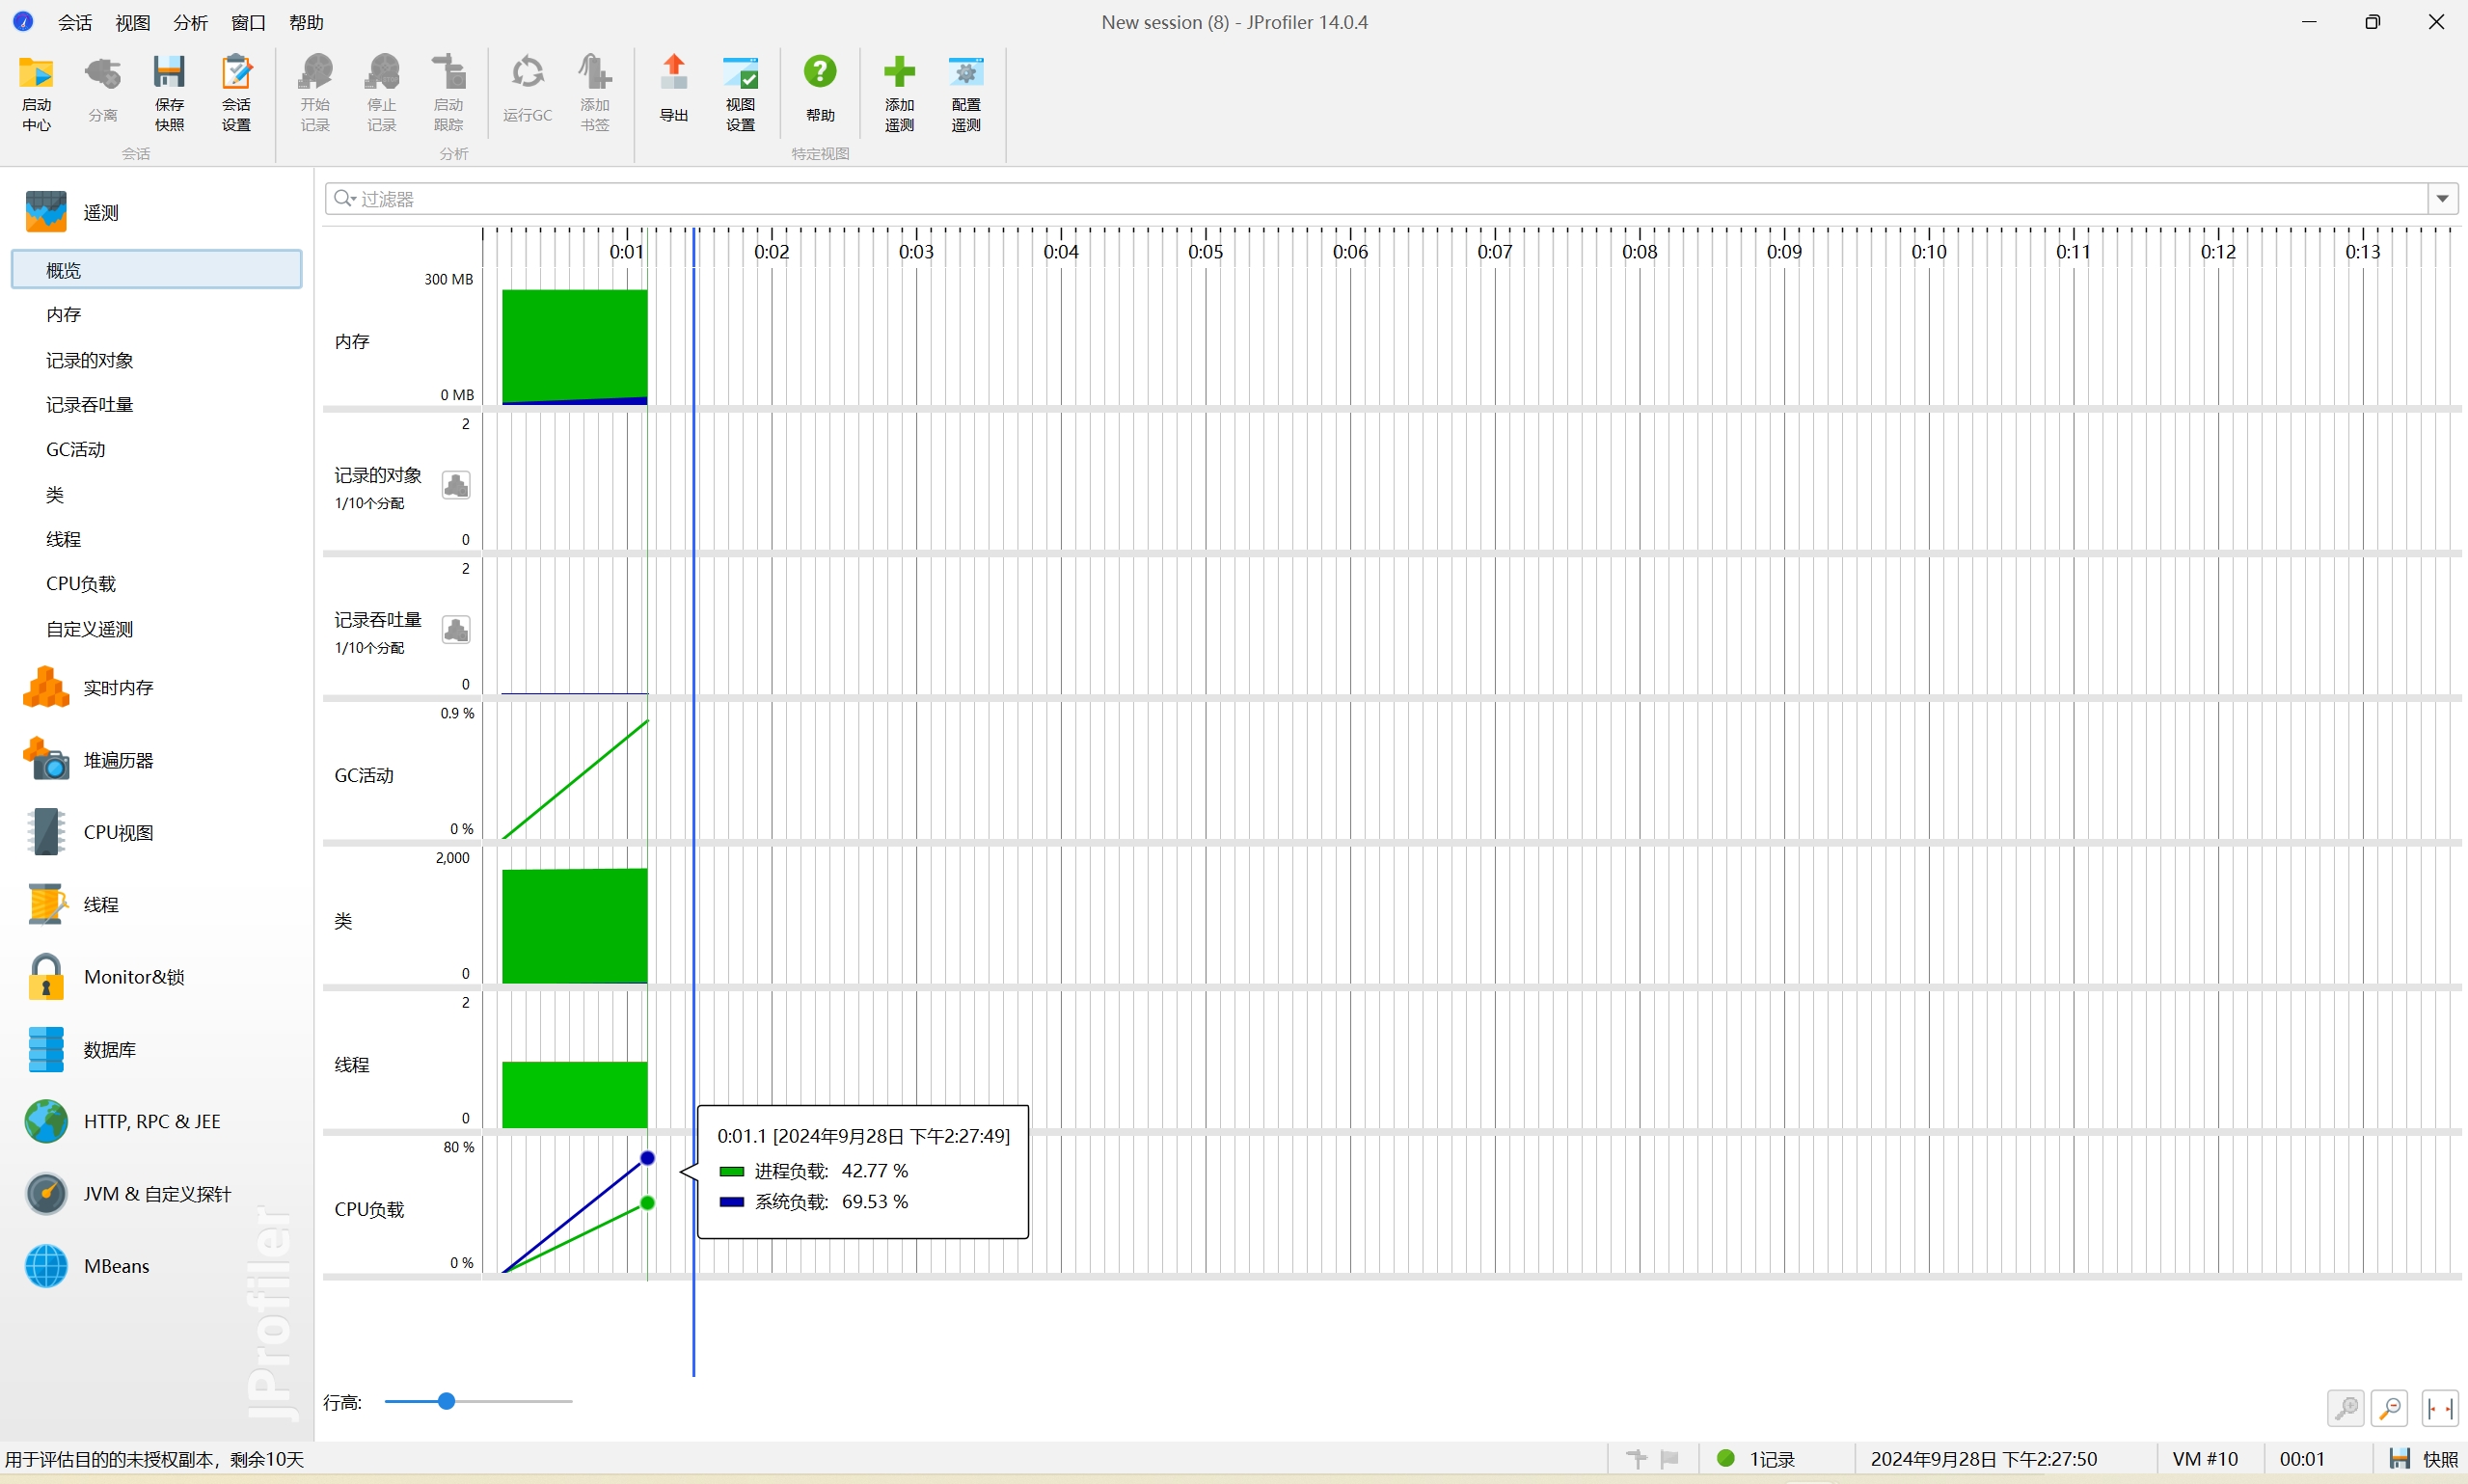 会话 视图 分析 窗口 帮助
New session (8) - JProfiler 14.0.4
启动中心
分离
保存快照
会话设置
会话
开始记录
停止记录
启动跟踪
运行GC
添加书签
分析
导出
视图设置
帮助
添加遥测
配置遥测
特定视图
遥测
概览
内存
记录的对象
记录吞吐量
GC活动
类
线程
CPU负载
自定义遥测
实时内存
堆遍历器
CPU视图
线程
Monitor&锁
数据库
HTTP, RPC & JEE
JVM & 自定义探针
MBeans
JProfiler
过滤器
0:01 0:02 0:03 0:04 0:05 0:06 0:07 0:08 0:09 0:10 0:11 0:12 0:13
300 MB
内存
0 MB
2
记录的对象
1/10个分配
0
2
记录吞吐量
1/10个分配
0
0.9 %
GC活动
0 %
2,000
类
0
2
线程
0
80 %
CPU负载
0 %
0:01.1 [2024年9月28日 下午2:27:49]
进程负载: 42.77 %
系统负载: 69.53 %
行高:
用于评估目的的未授权副本，剩余10天
1记录
2024年9月28日 下午2:27:50
VM #10
00:01
快照